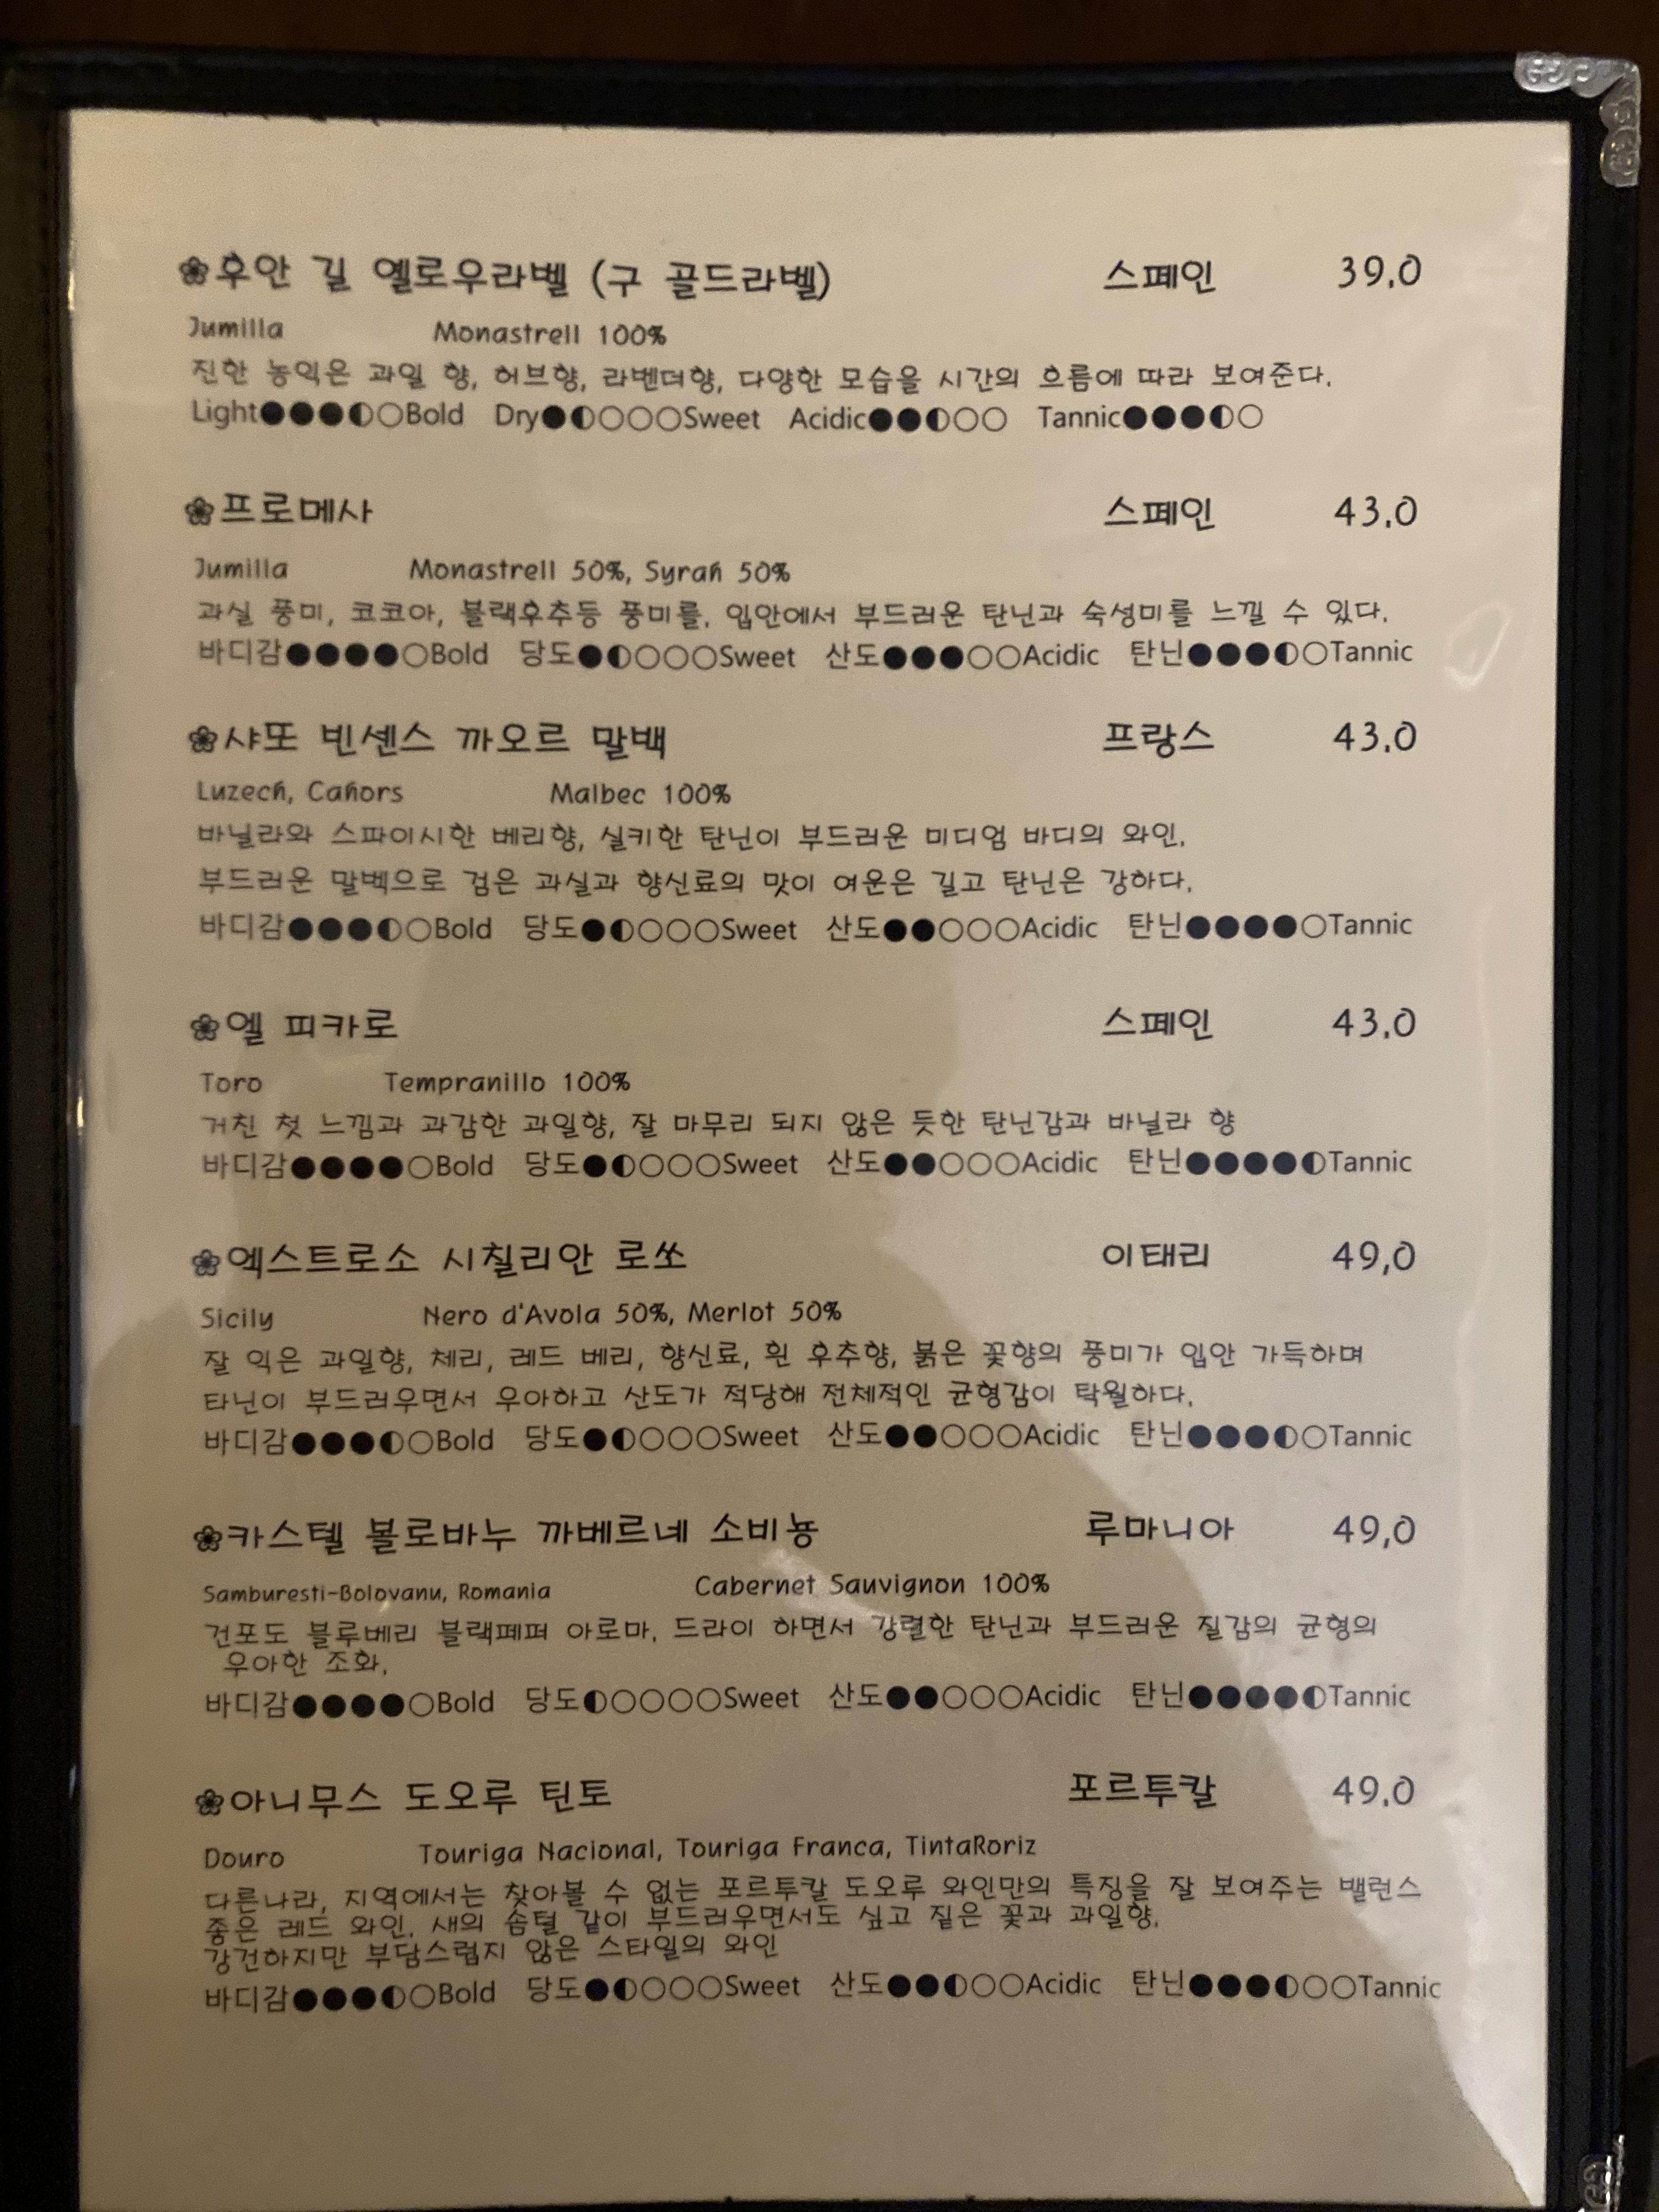 ❀후안 길 옐로우라벨 (구 골드라벨) 스페인 39.0
Jumilla Monastrell 100%
진한 농익은 과일 향, 허브향, 라벤더향, 다양한 모습을 시간의 흐름에 따라 보여준다.
Light●●●◐○Bold Dry●◐○○○Sweet Acidic●●◐○○ Tannic●●●◐○
❀프로메사 스페인 43.0
Jumilla Monastrell 50%, Syrah 50%
과실 풍미, 코코아, 블랙후추등 풍미를. 입안에서 부드러운 탄닌과 숙성미를 느낄 수 있다.
바디감●●●●○Bold 당도●◐○○○Sweet 산도●●●○○Acidic 탄닌●●●◐○Tannic
❀샤또 빈센스 까오르 말백 프랑스 43.0
Luzech, Cahors Malbec 100%
바닐라와 스파이시한 베리향, 실키한 탄닌이 부드러운 미디엄 바디의 와인.
부드러운 말벡으로 검은 과실과 향신료의 맛이 여운은 길고 탄닌은 강하다.
바디감●●●◐○Bold 당도●◐○○○Sweet 산도●●○○○Acidic 탄닌●●●●○Tannic
❀엘 피카로 스페인 43.0
Toro Tempranillo 100%
거친 첫 느낌과 과감한 과일향, 잘 마무리 되지 않은 듯한 탄닌감과 바닐라 향
바디감●●●●○Bold 당도●◐○○○Sweet 산도●●○○○Acidic 탄닌●●●●◐Tannic
❀엑스트로소 시칠리안 로쏘 이태리 49,0
Sicily Nero d'Avola 50%, Merlot 50%
잘 익은 과일향, 체리, 레드 베리, 향신료, 흰 후추향, 붉은 꽃향의 풍미가 입안 가득하며
타닌이 부드러우면서 우아하고 산도가 적당해 전체적인 균형감이 탁월하다.
바디감●●●◐○Bold 당도●◐○○○Sweet 산도●●○○○Acidic 탄닌●●●◐○Tannic
❀카스텔 볼로바누 까베르네 소비뇽 루마니아 49,0
Samburesti-Bolovanu, Romania Cabernet Sauvignon 100%
건포도 블루베리 블랙페퍼 아로마. 드라이 하면서 강렬한 탄닌과 부드러운 질감의 균형의
우아한 조화.
바디감●●●●○Bold 당도◐○○○○Sweet 산도●●○○○Acidic 탄닌●●●●◐Tannic
❀아니무스 도오루 틴토 포르투칼 49.0
Douro Touriga Nacional, Touriga Franca, TintaRoriz
다른나라, 지역에서는 찾아볼 수 없는 포르투칼 도오루 와인만의 특징을 잘 보여주는 밸런스
좋은 레드 와인. 새의 솜털 같이 부드러우면서도 싶고 짙은 꽃과 과일향.
강건하지만 부담스럽지 않은 스타일의 와인
바디감●●●◐○Bold 당도●◐○○○Sweet 산도●●◐○○Acidic 탄닌●●●◐○○Tannic